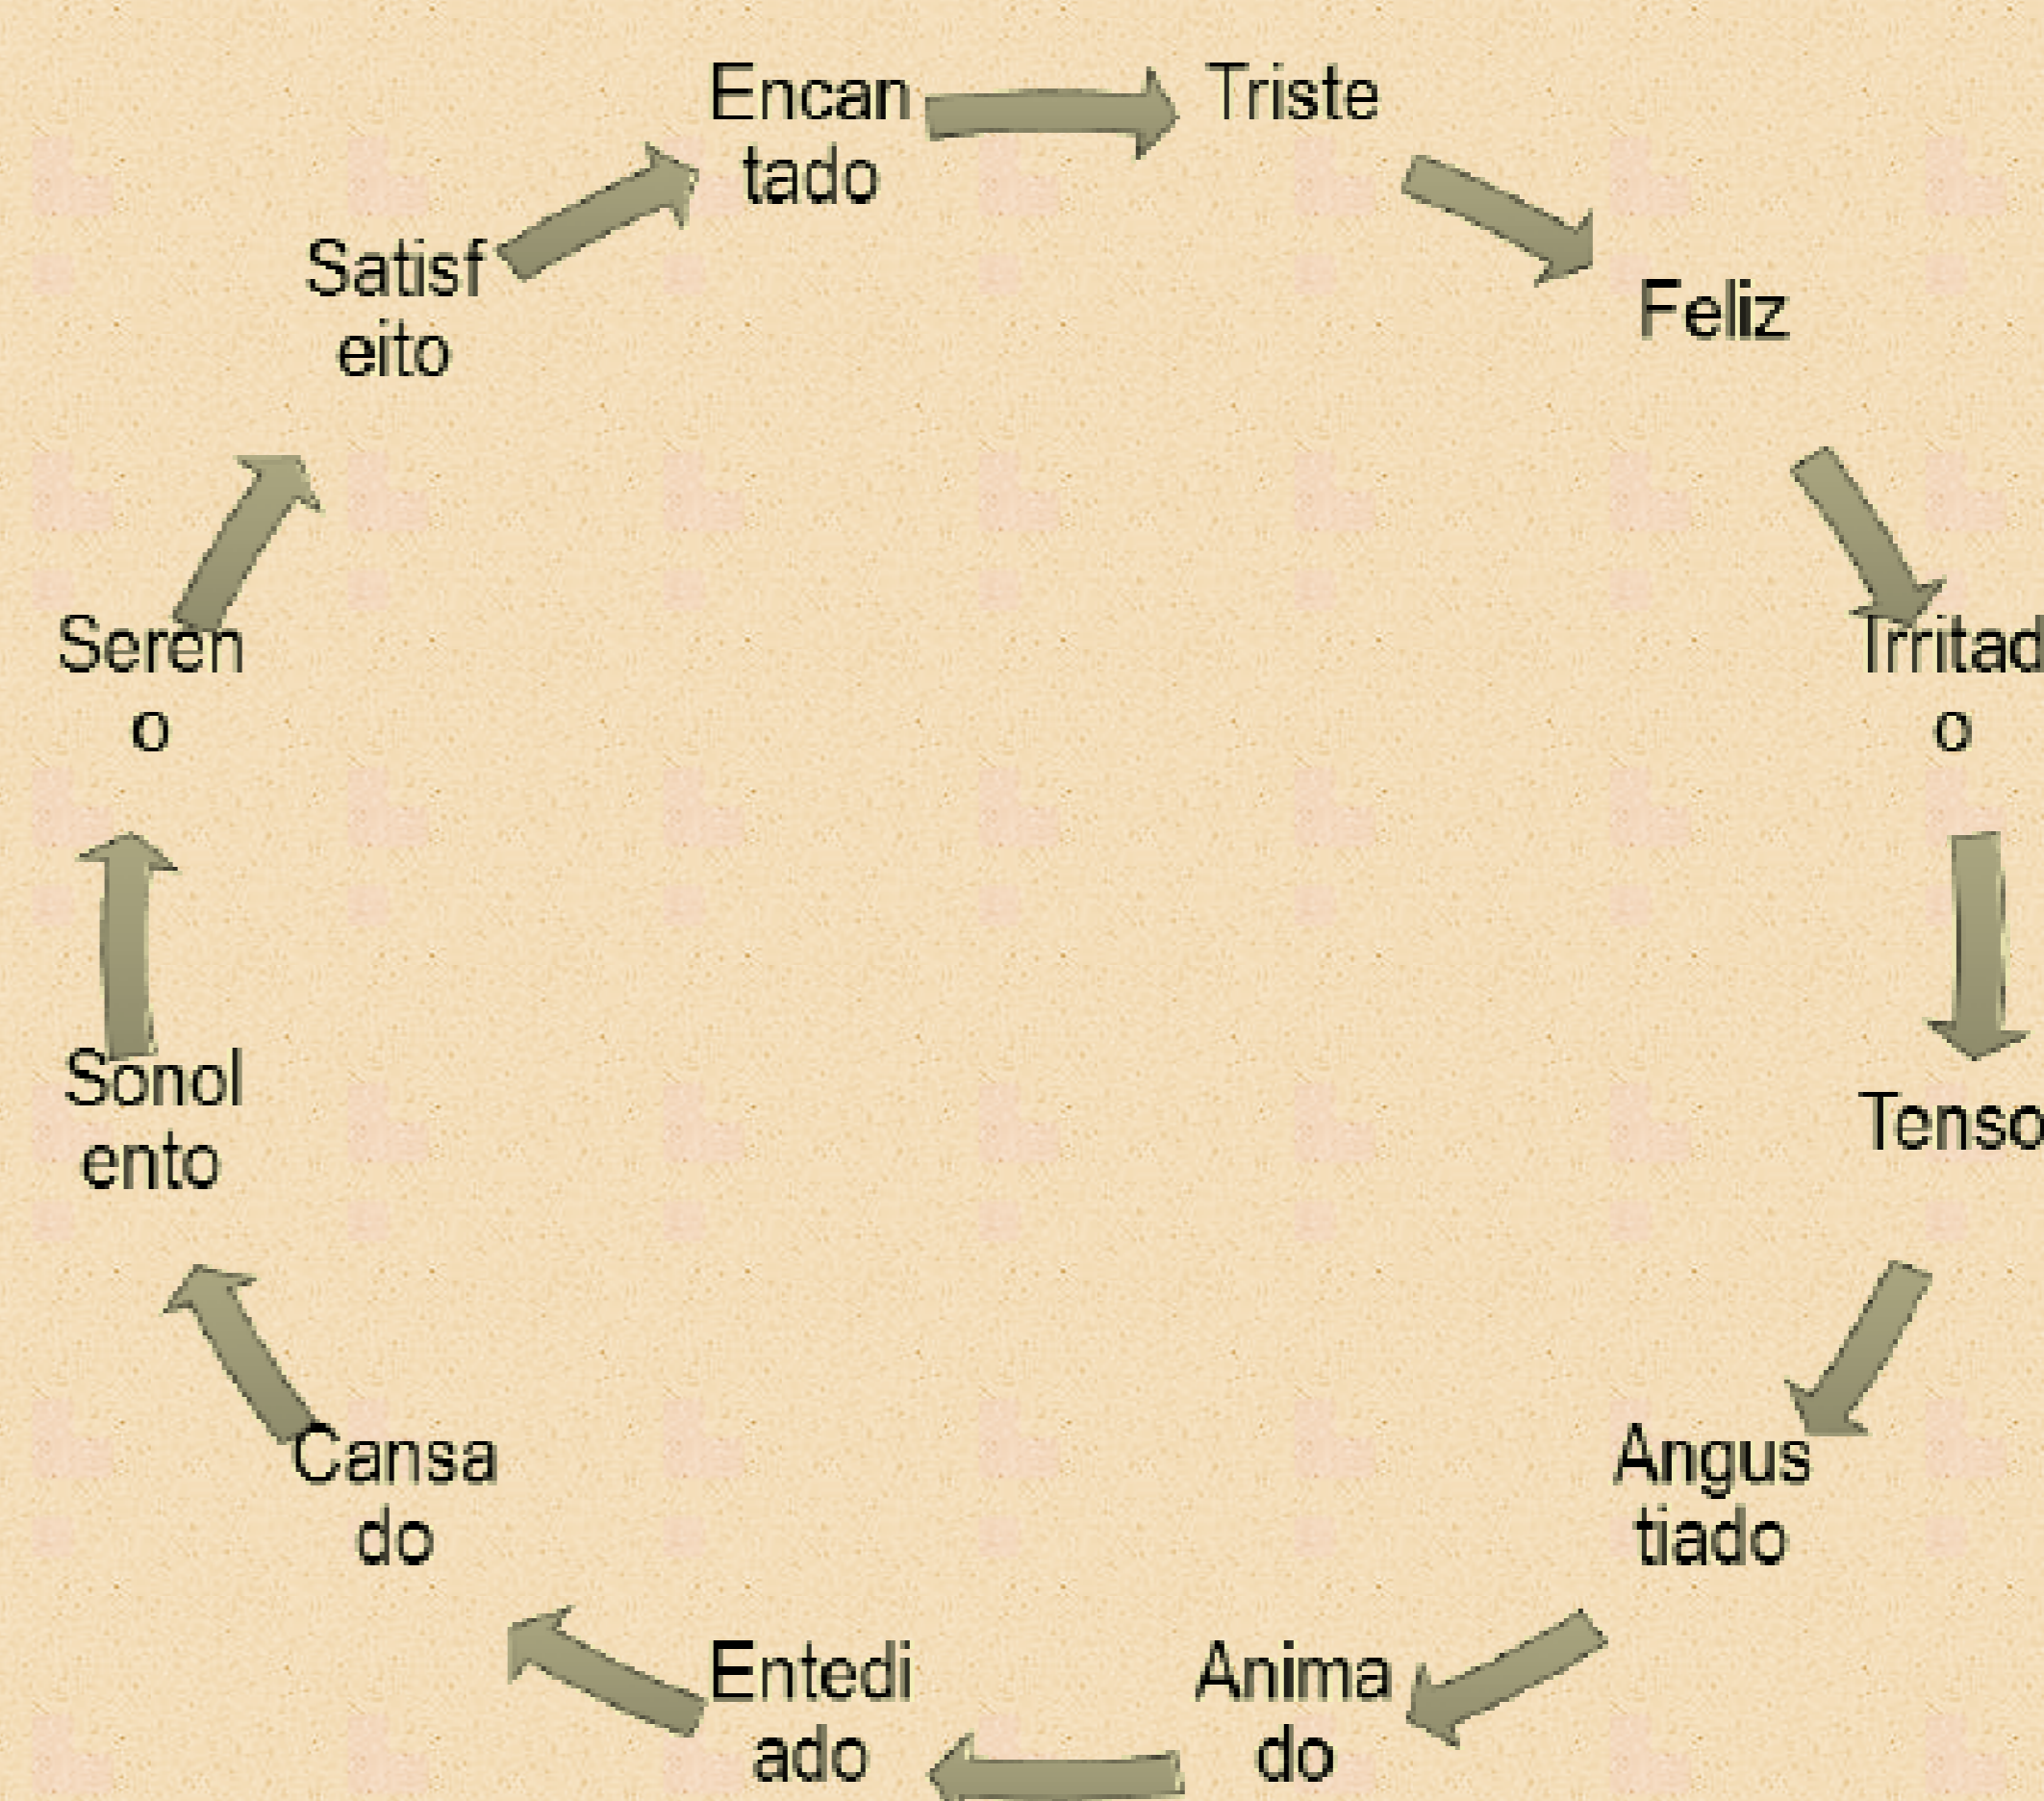 Encan
tado
Triste
Feliz
Irritad
o
Tenso
Angus
tiado
Anima
do
Entedi
ado
Cansa
do
Sonol
ento
Seren
o
Satisf
eito